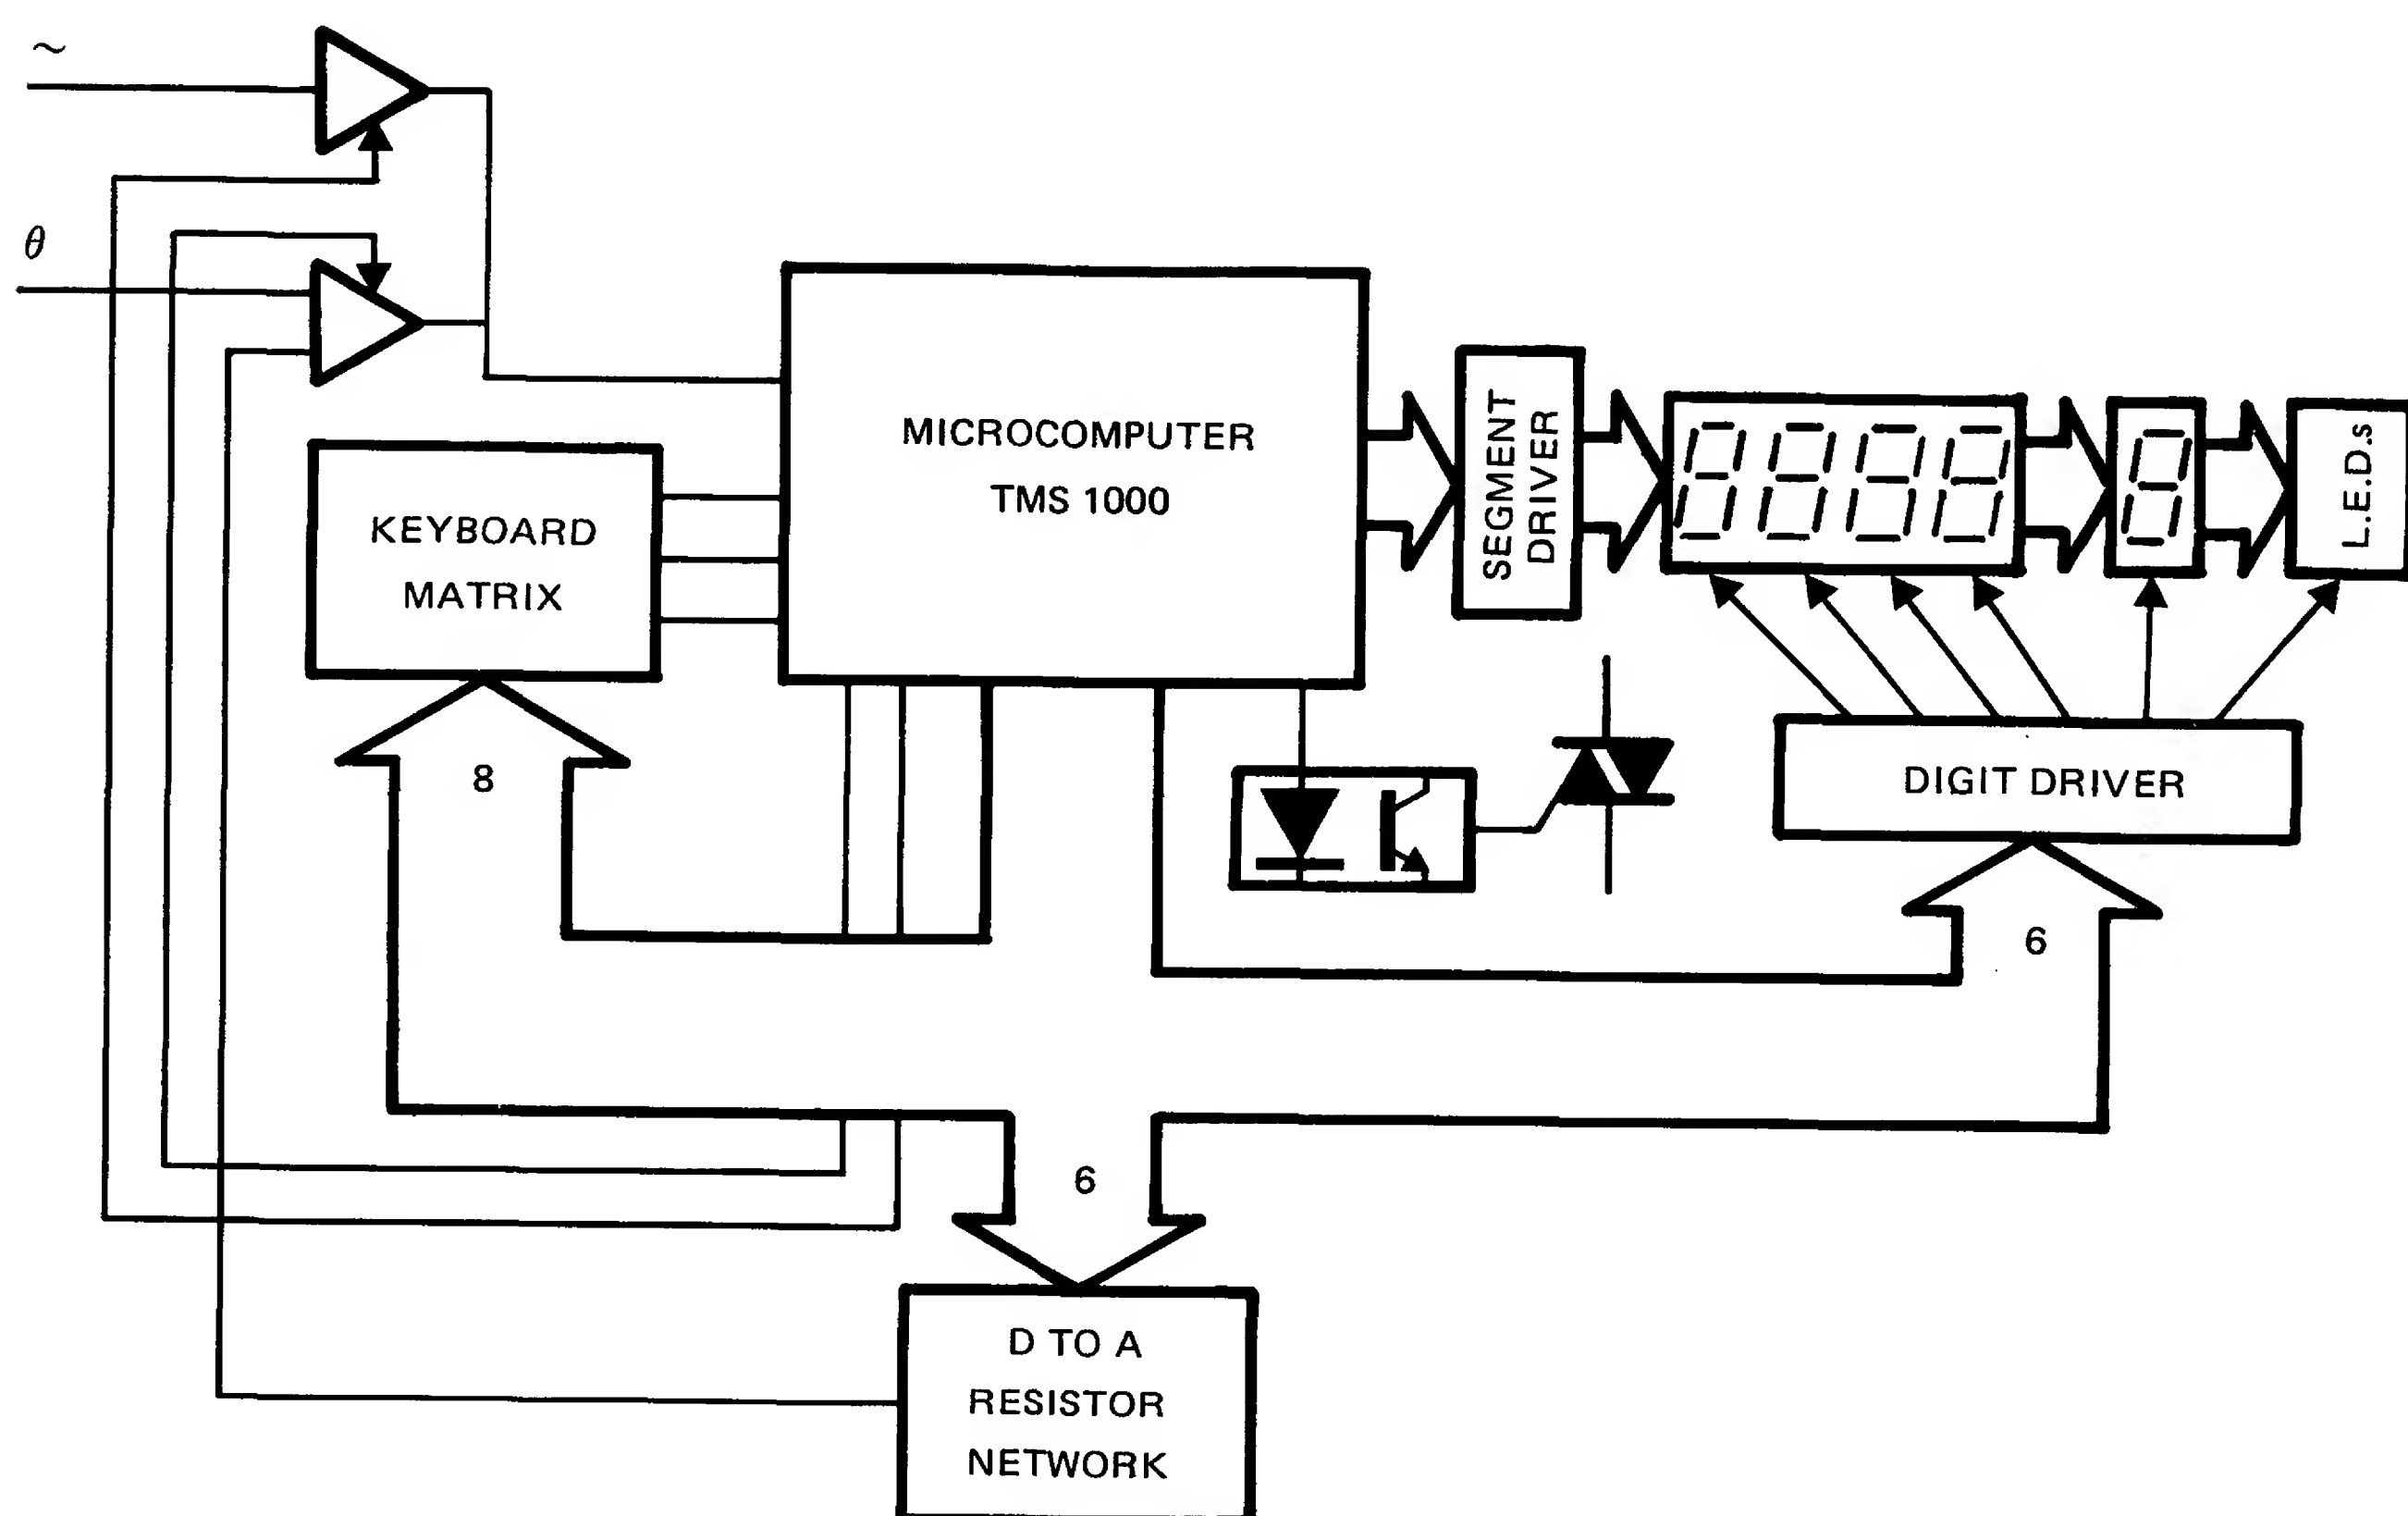 ~
θ
MICROCOMPUTER
TMS 1000
KEYBOARD
MATRIX
SEGMENT
DRIVER
L.E.D.s
8
DIGIT DRIVER
6
6
D TO A
RESISTOR
NETWORK